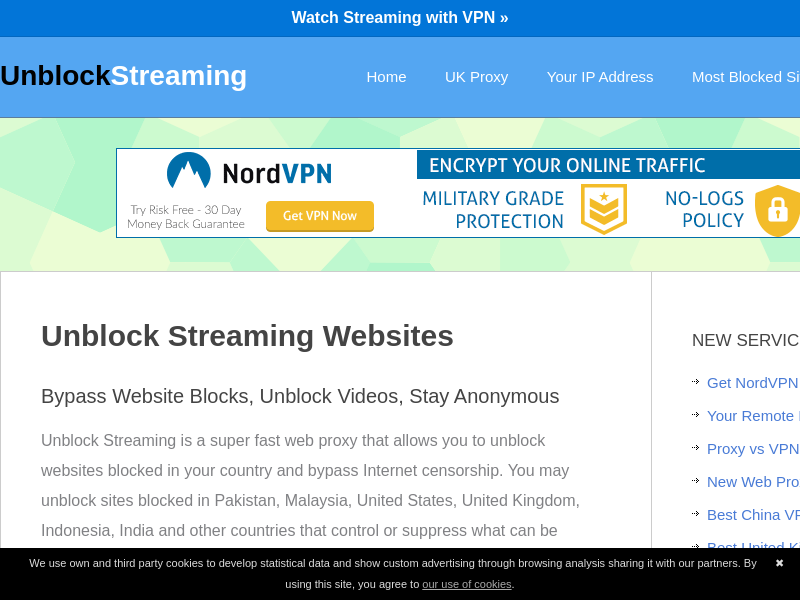 Watch Streaming with VPN »
UnblockStreaming
Home UK Proxy Your IP Address Most Blocked
NordVPN
Try Risk Free - 30 Day
Money Back Guarantee
Get VPN Now
ENCRYPT YOUR ONLINE TRAFFIC
MILITARY GRADE
PROTECTION
NO-LOGS
POLICY
Unblock Streaming Websites
Bypass Website Blocks, Unblock Videos, Stay Anonymous
Unblock Streaming is a super fast web proxy that allows you to unblock
websites blocked in your country and bypass Internet censorship. You may
unblock sites blocked in Pakistan, Malaysia, United States, United Kingdom,
Indonesia, India and other countries that control or suppress what can be
NEW
Get NordVPN
Your Remote
Proxy vs VPN
New Web
Best China
Best United
We use own and third party cookies to develop statistical data and show custom advertising through browsing analysis sharing it with our partners. By
using this site, you agree to our use of cookies.
✖